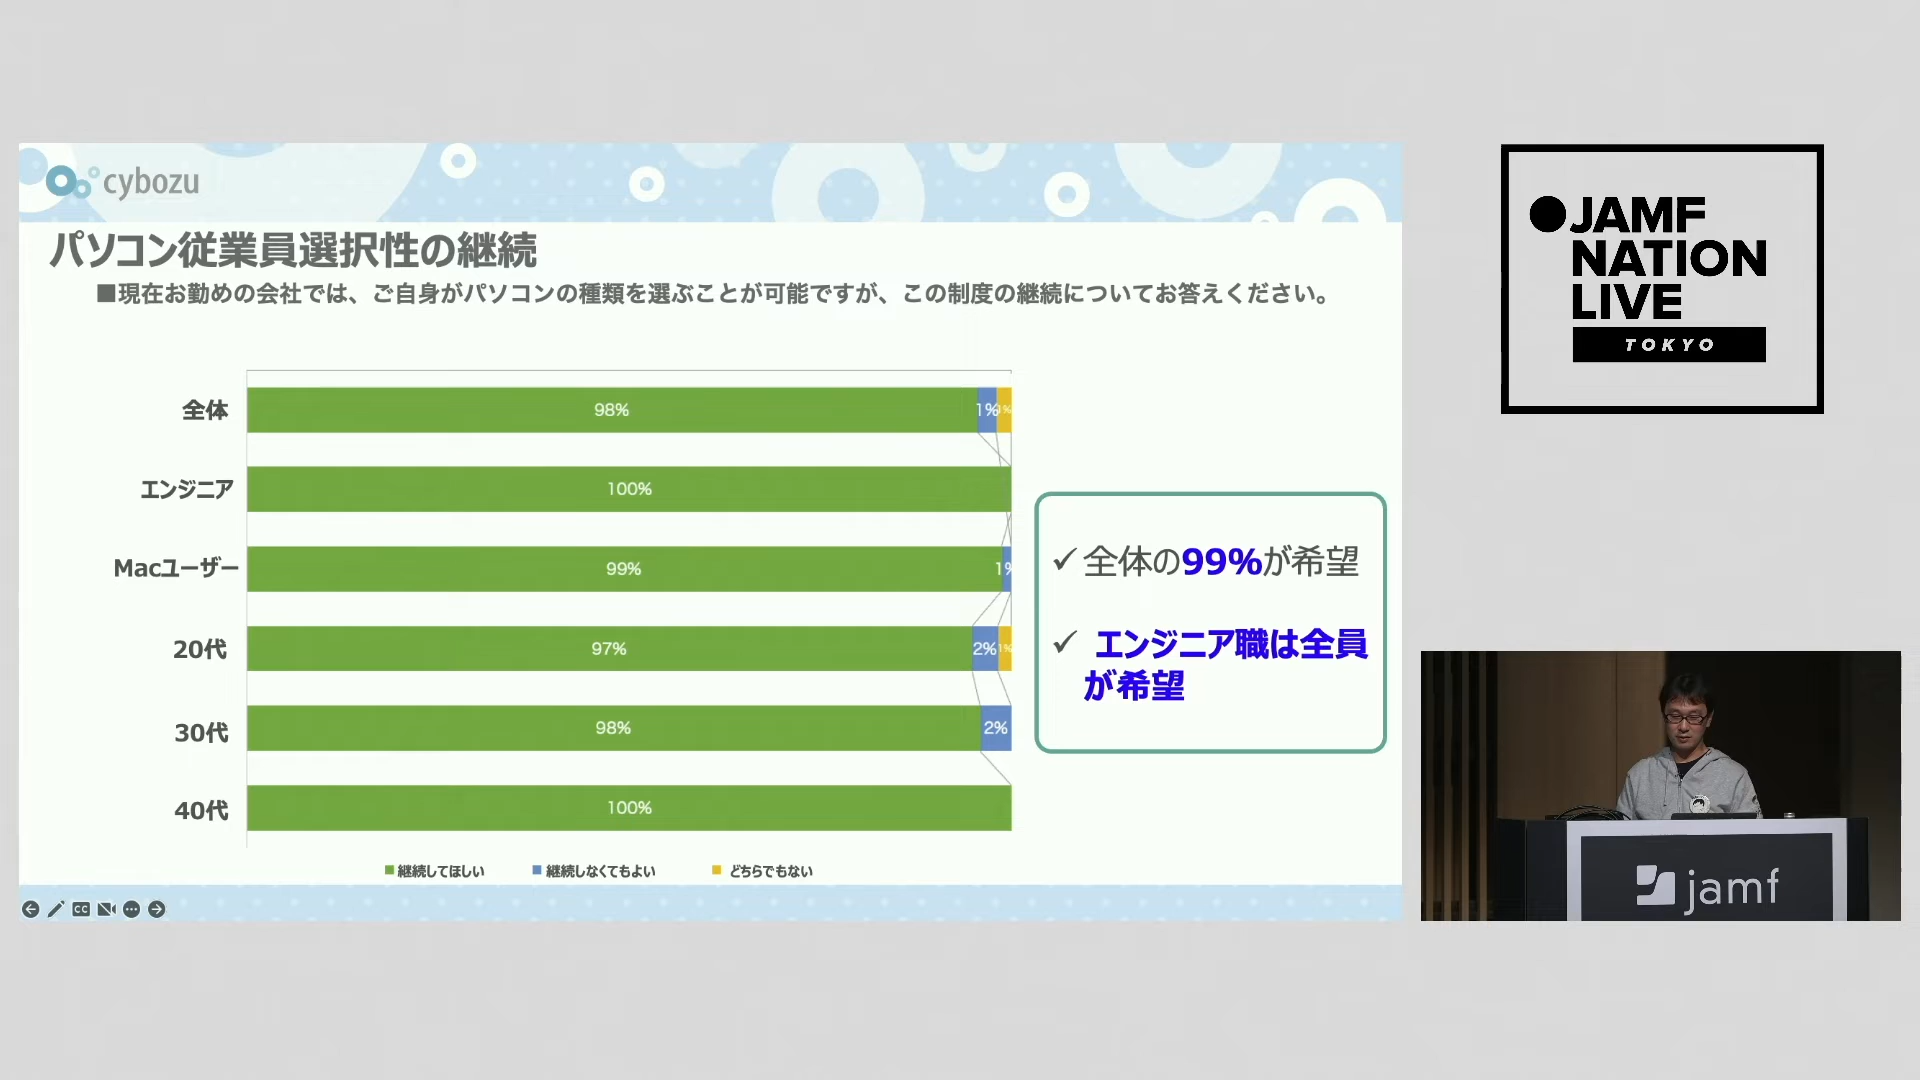 cybozu
パソコン従業員選択性の継続
■現在お勤めの会社では、ご自身がパソコンの種類を選ぶことが可能ですが、この制度の継続についてお答えください。
全体
98%
1%
1%
エンジニア
100%
Macユーザー
99%
1%
20代
97%
2%
1%
30代
98%
2%
40代
100%
継続してほしい
継続しなくてもよい
どちらでもない
✓ 全体の99%が希望
✓ エンジニア職は全員
が希望
CC
JAMF
NATION
LIVE
TOKYO
jamf